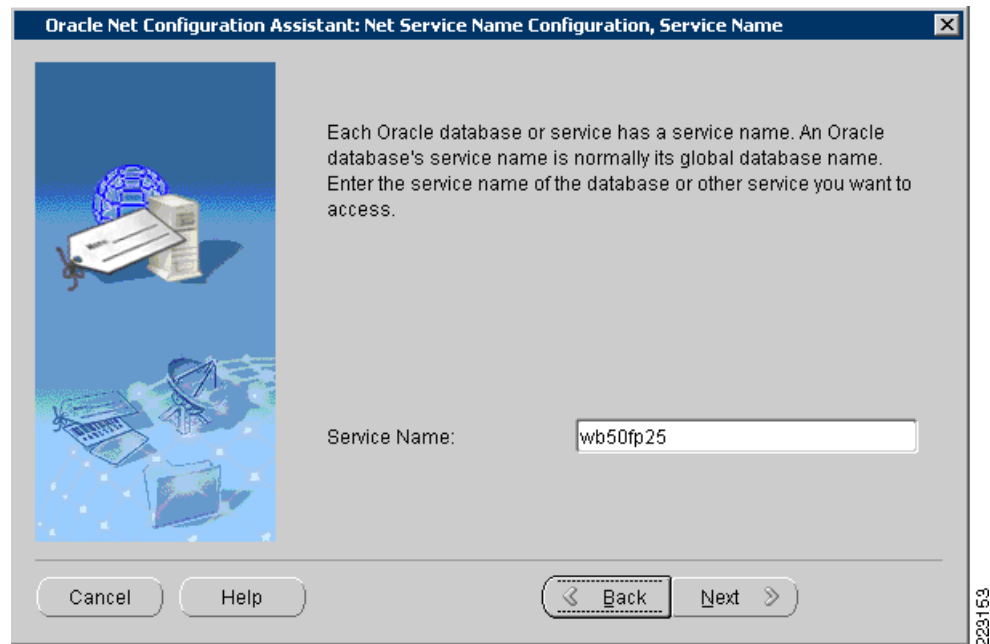 Oracle Net Configuration Assistant: Net Service Name Configuration, Service Name
Each Oracle database or service has a service name. An Oracle
database's service name is normally its global database name.
Enter the service name of the database or other service you want to
access.
Service Name:
wb50fp25
Cancel
Help
Back
Next
223153